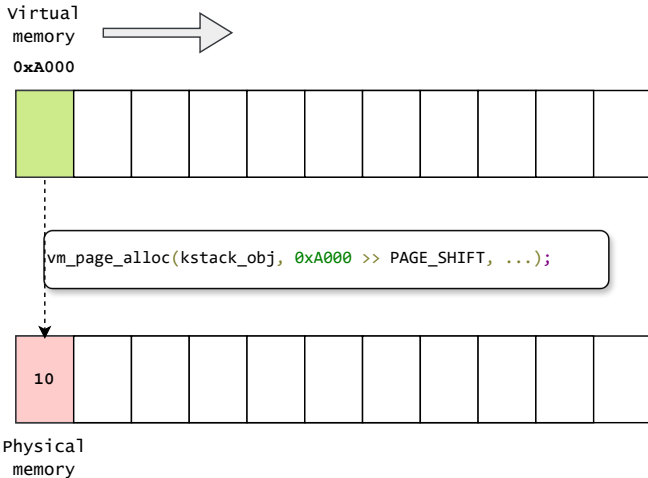 Virtual
memory
0xA000
vm_page_alloc(kstack_obj, 0xA000 >> PAGE_SHIFT, ...);
10
Physical
memory